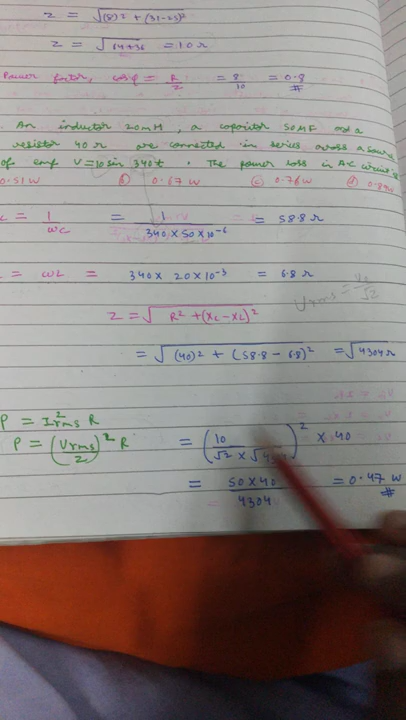 z = √(8)² + (31-25)²
z = √64+36 = 10 Ω
Power factor, cosφ = R/Z = 8/10 = 0.8
An inductor 20mH, a capacitor 50μF and a
resistor 40 Ω are connected in series across a source
of emf V = 10 sin 340t. The power loss in AC circuit is
0.51 W (b) 0.67 W (c) 0.76 W (d) 0.89 W
= 1/ωC = 1/(340 × 50 × 10⁻⁶) = 58.8 Ω
= ωL = 340 × 20 × 10⁻³ = 6.8 Ω
Vrms = V₀/√2
Z = √R² + (Xc - XL)²
= √(40)² + (58.8 - 6.8)² = √4304 Ω
P = I²rms R
P = (Vrms/Z)² R = (10/√2 × √4)² × 40
= 50×40/4304 = 0.47 W